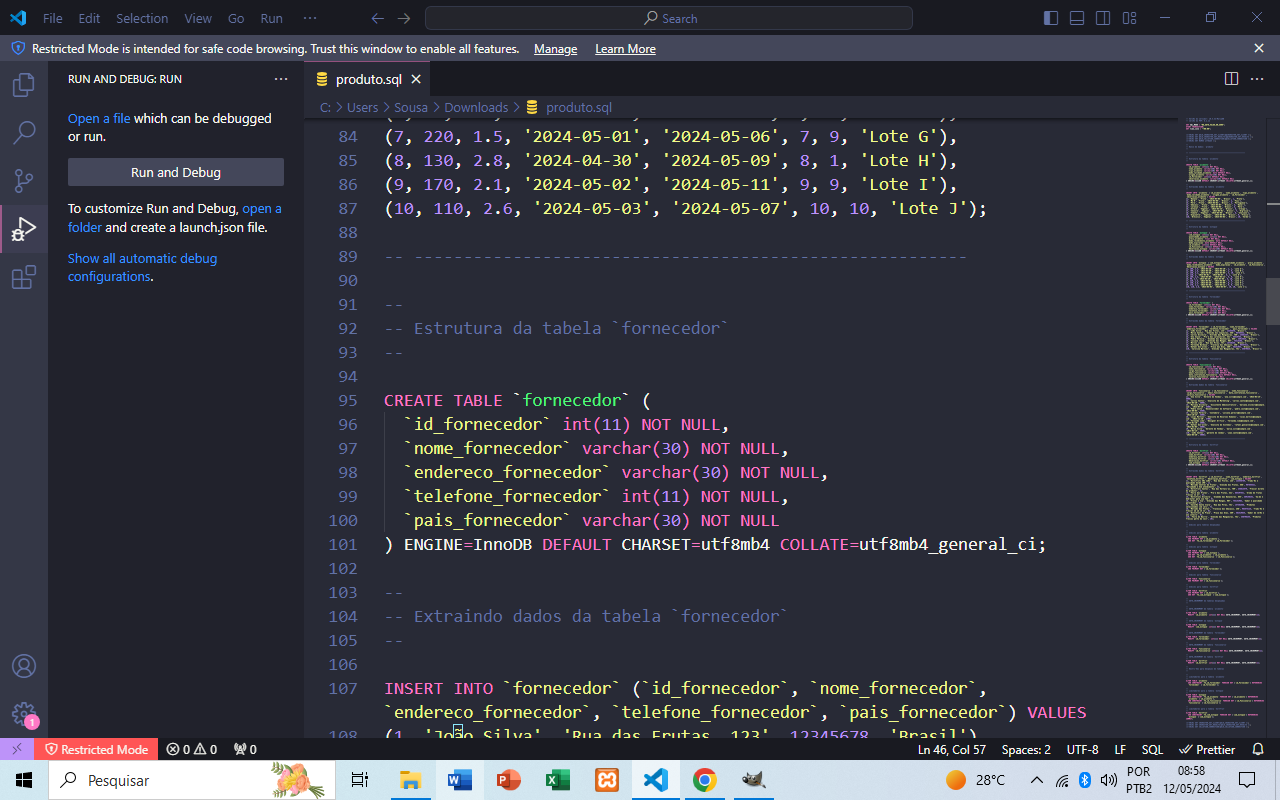 File Edit Selection View Go Run ··· Search
Restricted Mode is intended for safe code browsing. Trust this window to enable all features. Manage Learn More
RUN AND DEBUG: RUN ···
Open a file which can be debugged
or run.
Run and Debug
To customize Run and Debug, open a
folder and create a launch.json file.
Show all automatic debug
configurations.
produto.sql
C: > Users > Sousa > Downloads > produto.sql
84 (7, 220, 1.5, '2024-05-01', '2024-05-06', 7, 9, 'Lote G'),
85 (8, 130, 2.8, '2024-04-30', '2024-05-09', 8, 1, 'Lote H'),
86 (9, 170, 2.1, '2024-05-02', '2024-05-11', 9, 9, 'Lote I'),
87 (10, 110, 2.6, '2024-05-03', '2024-05-07', 10, 10, 'Lote J');
88
89 -- --------------------------------------------------------
90
91 --
92 -- Estrutura da tabela `fornecedor`
93 --
94
95 CREATE TABLE `fornecedor` (
96 `id_fornecedor` int(11) NOT NULL,
97 `nome_fornecedor` varchar(30) NOT NULL,
98 `endereco_fornecedor` varchar(30) NOT NULL,
99 `telefone_fornecedor` int(11) NOT NULL,
100 `pais_fornecedor` varchar(30) NOT NULL
101 ) ENGINE=InnoDB DEFAULT CHARSET=utf8mb4 COLLATE=utf8mb4_general_ci;
102
103 --
104 -- Extraindo dados da tabela `fornecedor`
105 --
106
107 INSERT INTO `fornecedor` (`id_fornecedor`, `nome_fornecedor`,
`endereco_fornecedor`, `telefone_fornecedor`, `pais_fornecedor`) VALUES
108 (1, 'João Silva', 'Rua das Frutas, 123', 12345678, 'Brasil'),
1
Restricted Mode 0 0 0 Ln 46, Col 57 Spaces: 2 UTF-8 LF SQL Prettier
Pesquisar 28°C POR 08:58
PTB2 12/05/2024